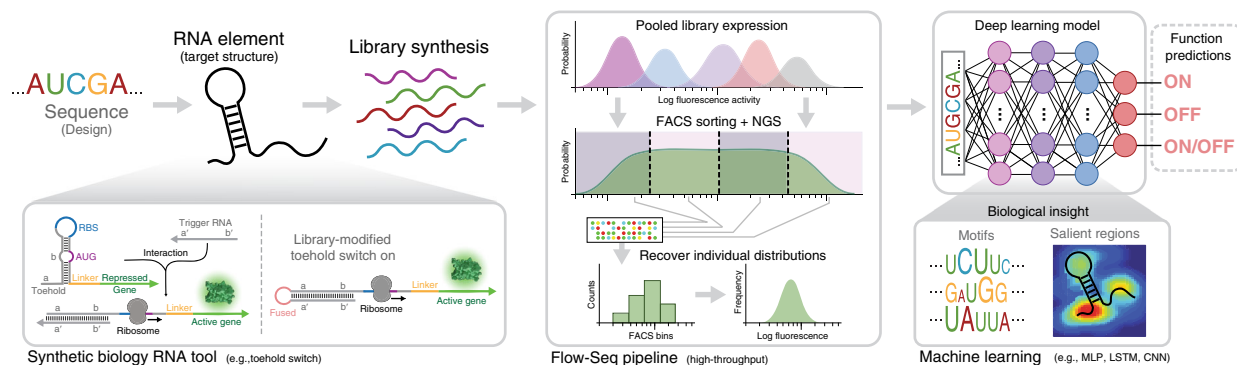 ...AUCGA...
Sequence
(Design)
RNA element
(target structure)
Library synthesis
RBS
AUG
b
a
Toehold
Linker
Repressed
Gene
Trigger RNA
a′ b′
Interaction
a b
a′ b′
Ribosome
Linker
Active gene
Library-modified
toehold switch on
Fused
a b
a′ b′
Ribosome
Linker
Active gene
Synthetic biology RNA tool (e.g.,toehold switch)
Pooled library expression
Probability
Log fluorescence activity
FACS sorting + NGS
Probability
Recover individual distributions
Counts
FACS bins
Frequency
Log fluorescence
Flow-Seq pipeline (high-throughput)
Deep learning model
...AUGCGA...
Function
predictions
ON
OFF
ON/OFF
Biological insight
Motifs
Salient regions
UCUUC
GAUGG
UAUUA
Machine learning (e.g., MLP, LSTM, CNN)